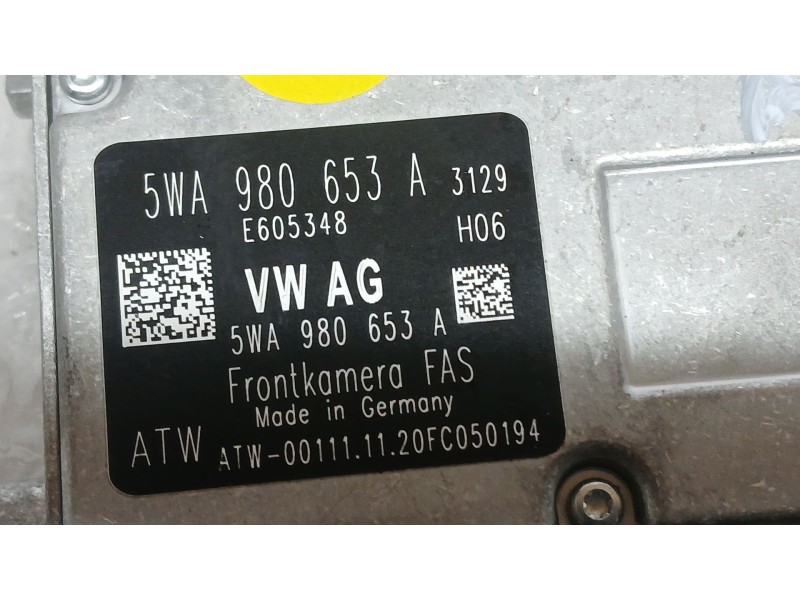 5WA 980 653 A 3129
E605348 H06
VW AG
5WA 980 653 A
Frontkamera FAS
Made in Germany
ATW ATW-00111.11.20FC050194